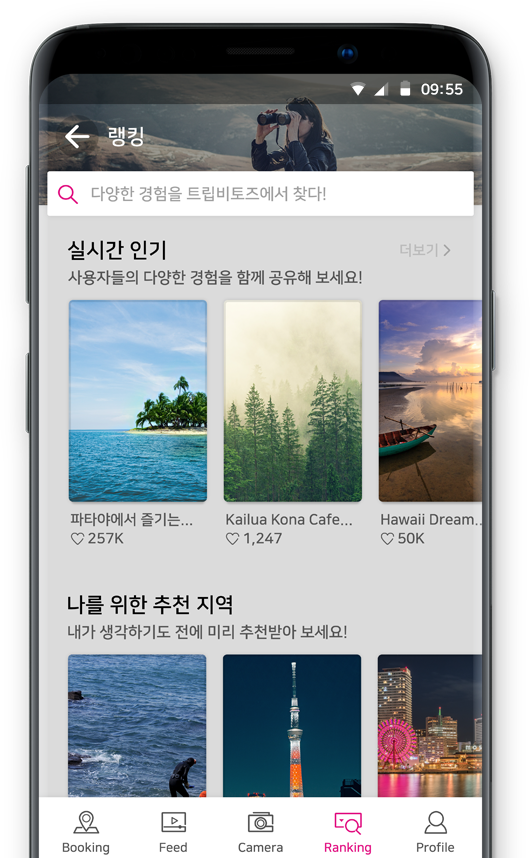 09:55
랭킹
다양한 경험을 트립비토즈에서 찾다!
실시간 인기
더보기
사용자들의 다양한 경험을 함께 공유해 보세요!
파타야에서 즐기는...
Kailua Kona Cafe...
Hawaii Dream..
257K
1,247
50K
나를 위한 추천 지역
내가 생각하기도 전에 미리 추천받아 보세요!
Booking
Feed
Camera
Ranking
Profile